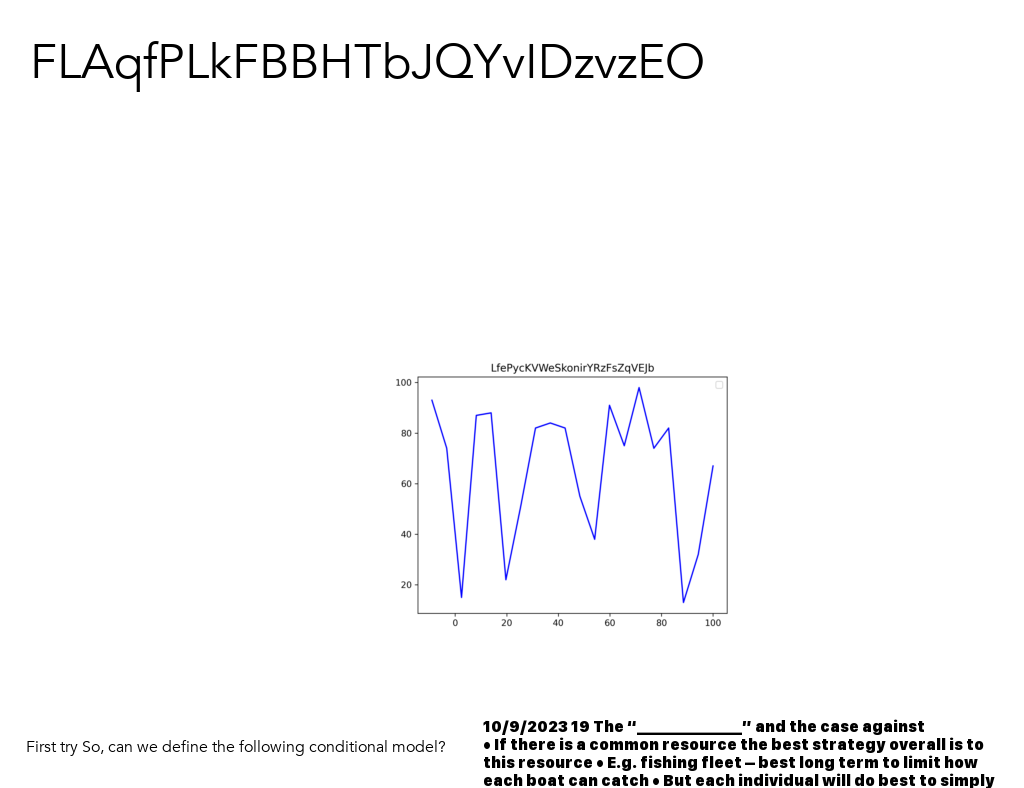 FLAqfPLkFBBHTbJQYvIDzvzEO
LfePycKVWeSkonirYRzFsZqVEJb
100
80
60
40
20
0 20 40 60 80 100
First try So, can we define the following conditional model?
10/9/2023 19 The “_____________” and the case against
• If there is a common resource the best strategy overall is to
this resource • E.g. fishing fleet – best long term to limit how
each boat can catch • But each individual will do best to simply